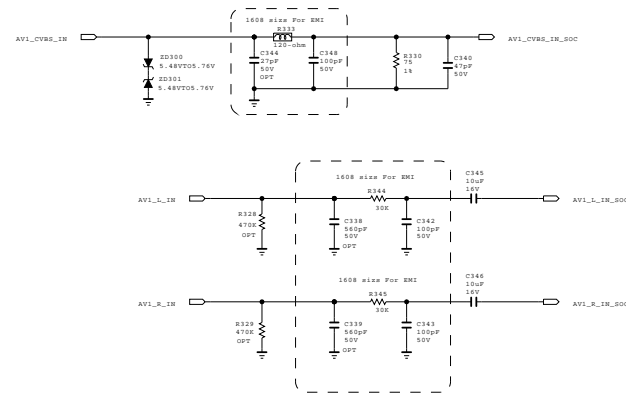 1608 sizs For EMI
R333
AV1_CVBS_IN
AV1_CVBS_IN_SOC
120-ohm
ZD300
5.48VTO5.76V
ZD301
5.48VTO5.76V
C344
27pF
50V
OPT
C348
100pF
50V
R330
75
1%
C340
47pF
50V
1608 sizs For EMI
C345
10uF
16V
R344
30K
AV1_L_IN
AV1_L_IN_SOC
R328
470K
OPT
C338
560pF
50V
OPT
C342
100pF
50V
1608 sizs For EMI
C346
10uF
16V
R345
30K
AV1_R_IN
AV1_R_IN_SOC
R329
470K
OPT
C339
560pF
50V
OPT
C343
100pF
50V